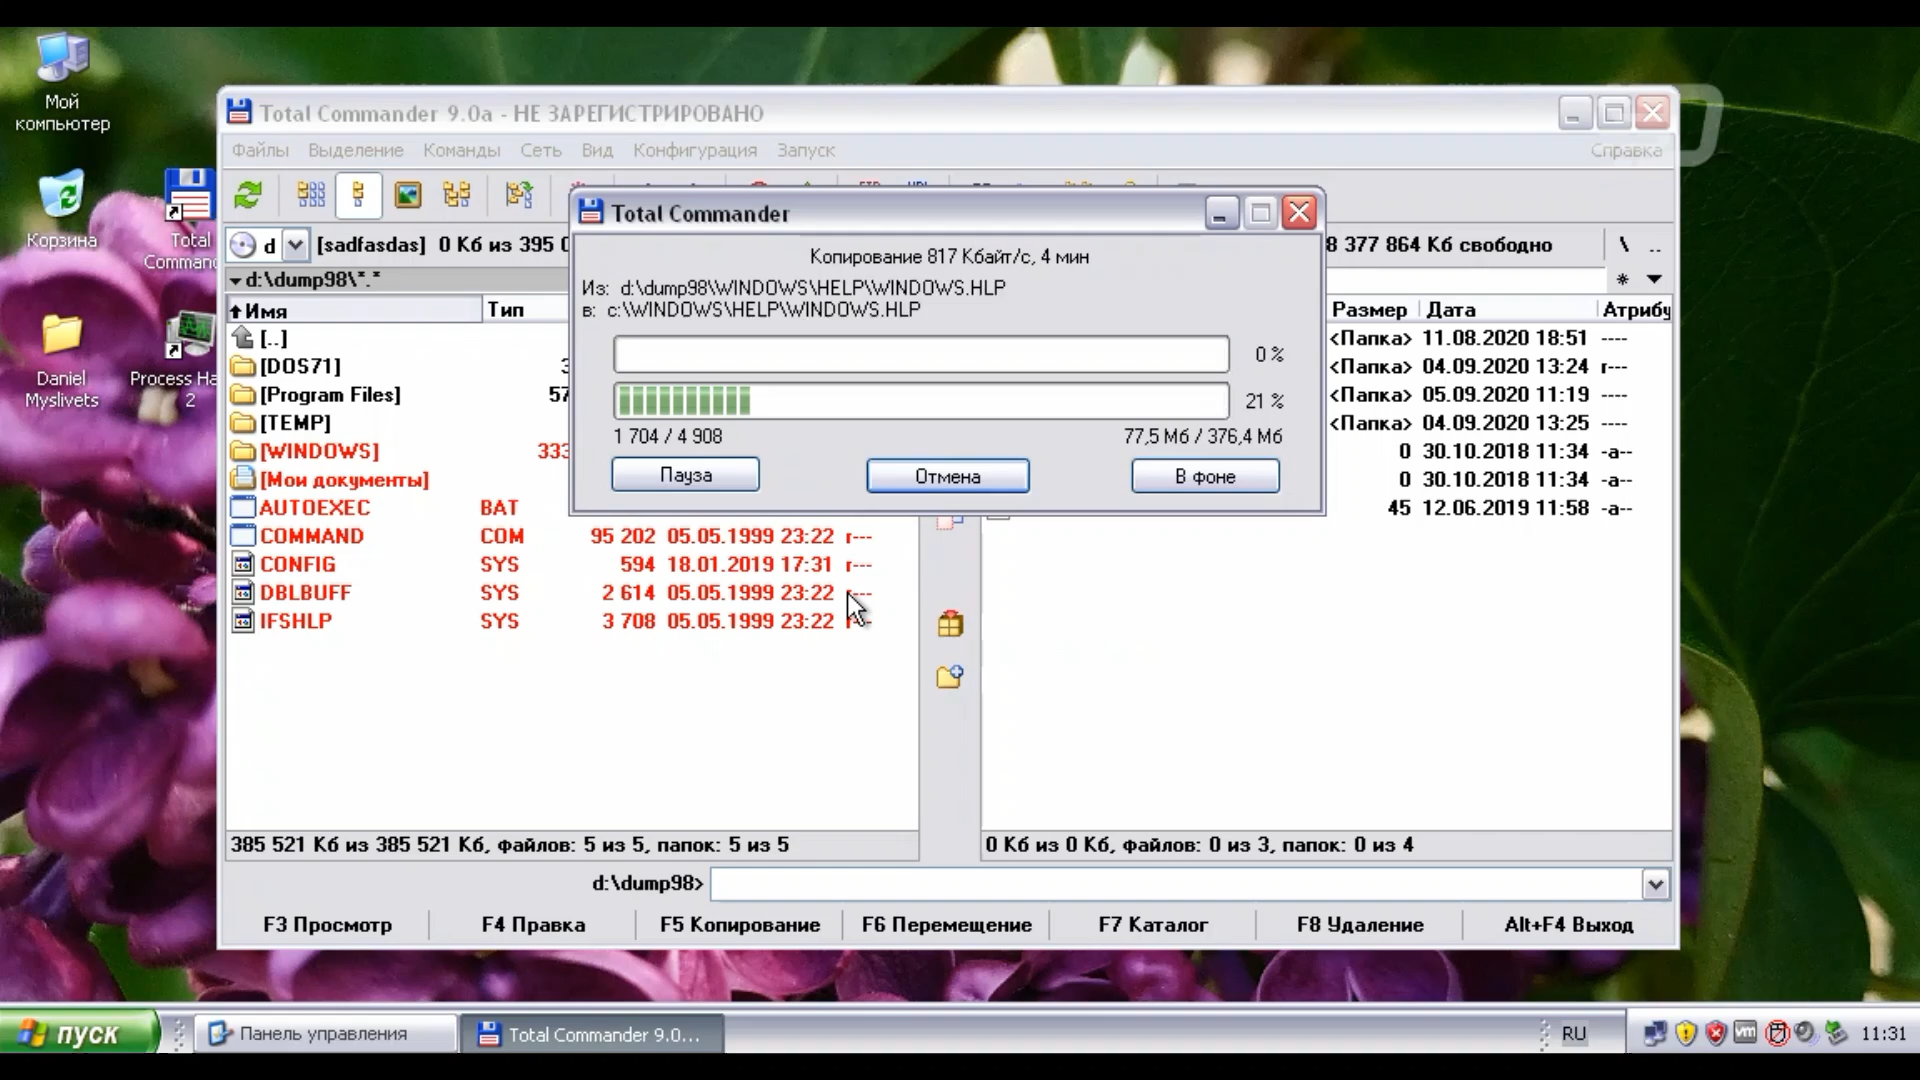 Мой
компьютер
Корзина
Total
Command
Daniel
Myslivets
Process Ha
2
Total Commander 9.0a - НЕ ЗАРЕГИСТРИРОВАНО
Файлы Выделение Команды Сеть Вид Конфигурация Запуск Справка
d [sadfasdas] 0 Кб из 395 0
8 377 864 Кб свободно \ ..
d:\dump98\*.*
* 
Имя Тип
Размер Дата Атрибу
[..]
[DOS71] 3
[Program Files] 57
[TEMP]
[WINDOWS] 333
[Мои документы]
AUTOEXEC BAT
COMMAND COM 95 202 05.05.1999 23:22 r---
CONFIG SYS 594 18.01.2019 17:31 r---
DBLBUFF SYS 2 614 05.05.1999 23:22 r---
IFSHLP SYS 3 708 05.05.1999 23:22 r---
<Папка> 11.08.2020 18:51 ----
<Папка> 04.09.2020 13:24 r---
<Папка> 05.09.2020 11:19 ----
<Папка> 04.09.2020 13:25 ----
0 30.10.2018 11:34 -a--
0 30.10.2018 11:34 -a--
45 12.06.2019 11:58 -a--
Total Commander
Копирование 817 Кбайт/с, 4 мин
Из: d:\dump98\WINDOWS\HELP\WINDOWS.HLP
в: c:\WINDOWS\HELP\WINDOWS.HLP
0 %
21 %
1 704 / 4 908 77,5 Мб / 376,4 Мб
Пауза Отмена В фоне
385 521 Кб из 385 521 Кб, файлов: 5 из 5, папок: 5 из 5
0 Кб из 0 Кб, файлов: 0 из 3, папок: 0 из 4
d:\dump98>
F3 Просмотр F4 Правка F5 Копирование F6 Перемещение F7 Каталог F8 Удаление Alt+F4 Выход
пуск Панель управления Total Commander 9.0... RU vm 11:31